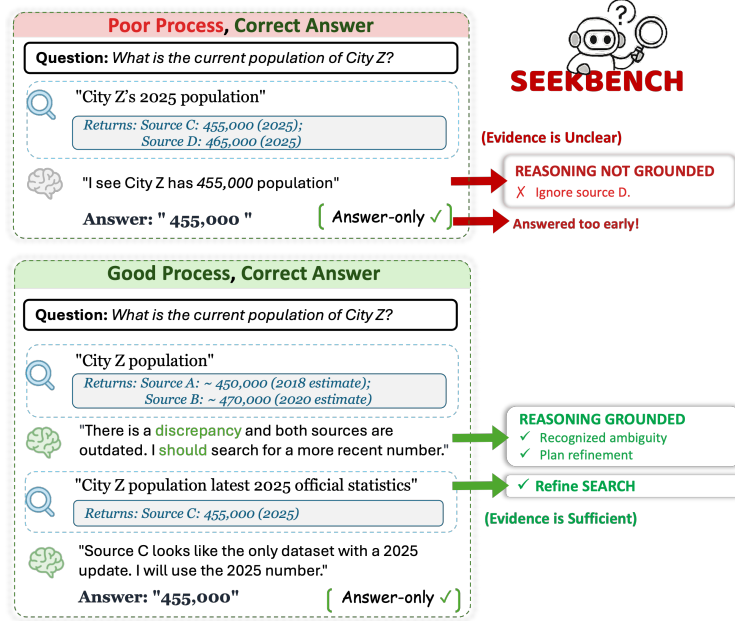 Poor Process, Correct Answer
Question: What is the current population of City Z?
"City Z's 2025 population"
Returns: Source C: 455,000 (2025);
Source D: 465,000 (2025)
"I see City Z has 455,000 population"
Answer: " 455,000 "
Answer-only ✓
?
SEEKBENCH
(Evidence is Unclear)
REASONING NOT GROUNDED
✗ Ignore source D.
Answered too early!
Good Process, Correct Answer
Question: What is the current population of City Z?
"City Z population"
Returns: Source A: ~ 450,000 (2018 estimate);
Source B: ~ 470,000 (2020 estimate)
"There is a discrepancy and both sources are
outdated. I should search for a more recent number."
REASONING GROUNDED
✓ Recognized ambiguity
✓ Plan refinement
"City Z population latest 2025 official statistics"
✓ Refine SEARCH
Returns: Source C: 455,000 (2025)
(Evidence is Sufficient)
"Source C looks like the only dataset with a 2025
update. I will use the 2025 number."
Answer: "455,000"
Answer-only ✓